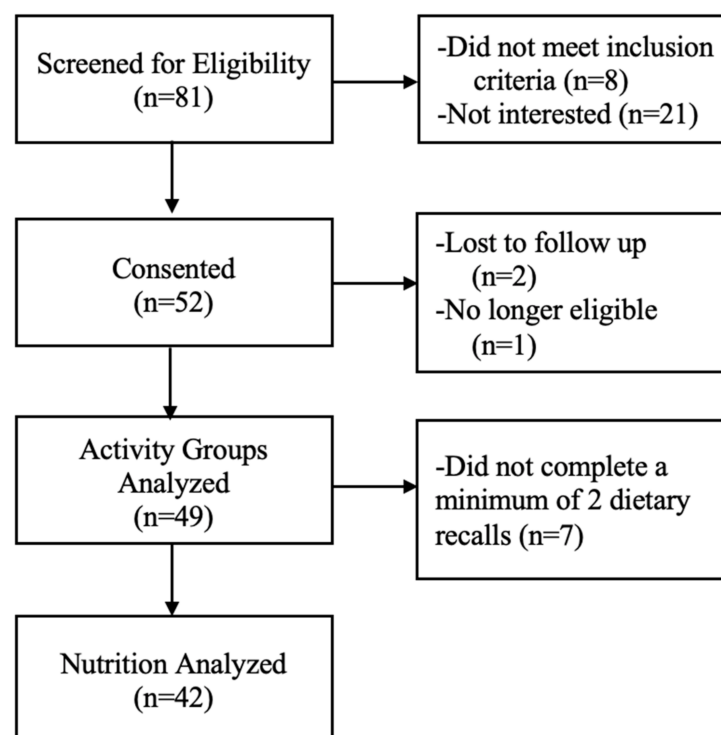 Screened for Eligibility
(n=81)
-Did not meet inclusion
criteria (n=8)
-Not interested (n=21)
Consented
(n=52)
-Lost to follow up
(n=2)
-No longer eligible
(n=1)
Activity Groups
Analyzed
(n=49)
-Did not complete a
minimum of 2 dietary
recalls (n=7)
Nutrition Analyzed
(n=42)